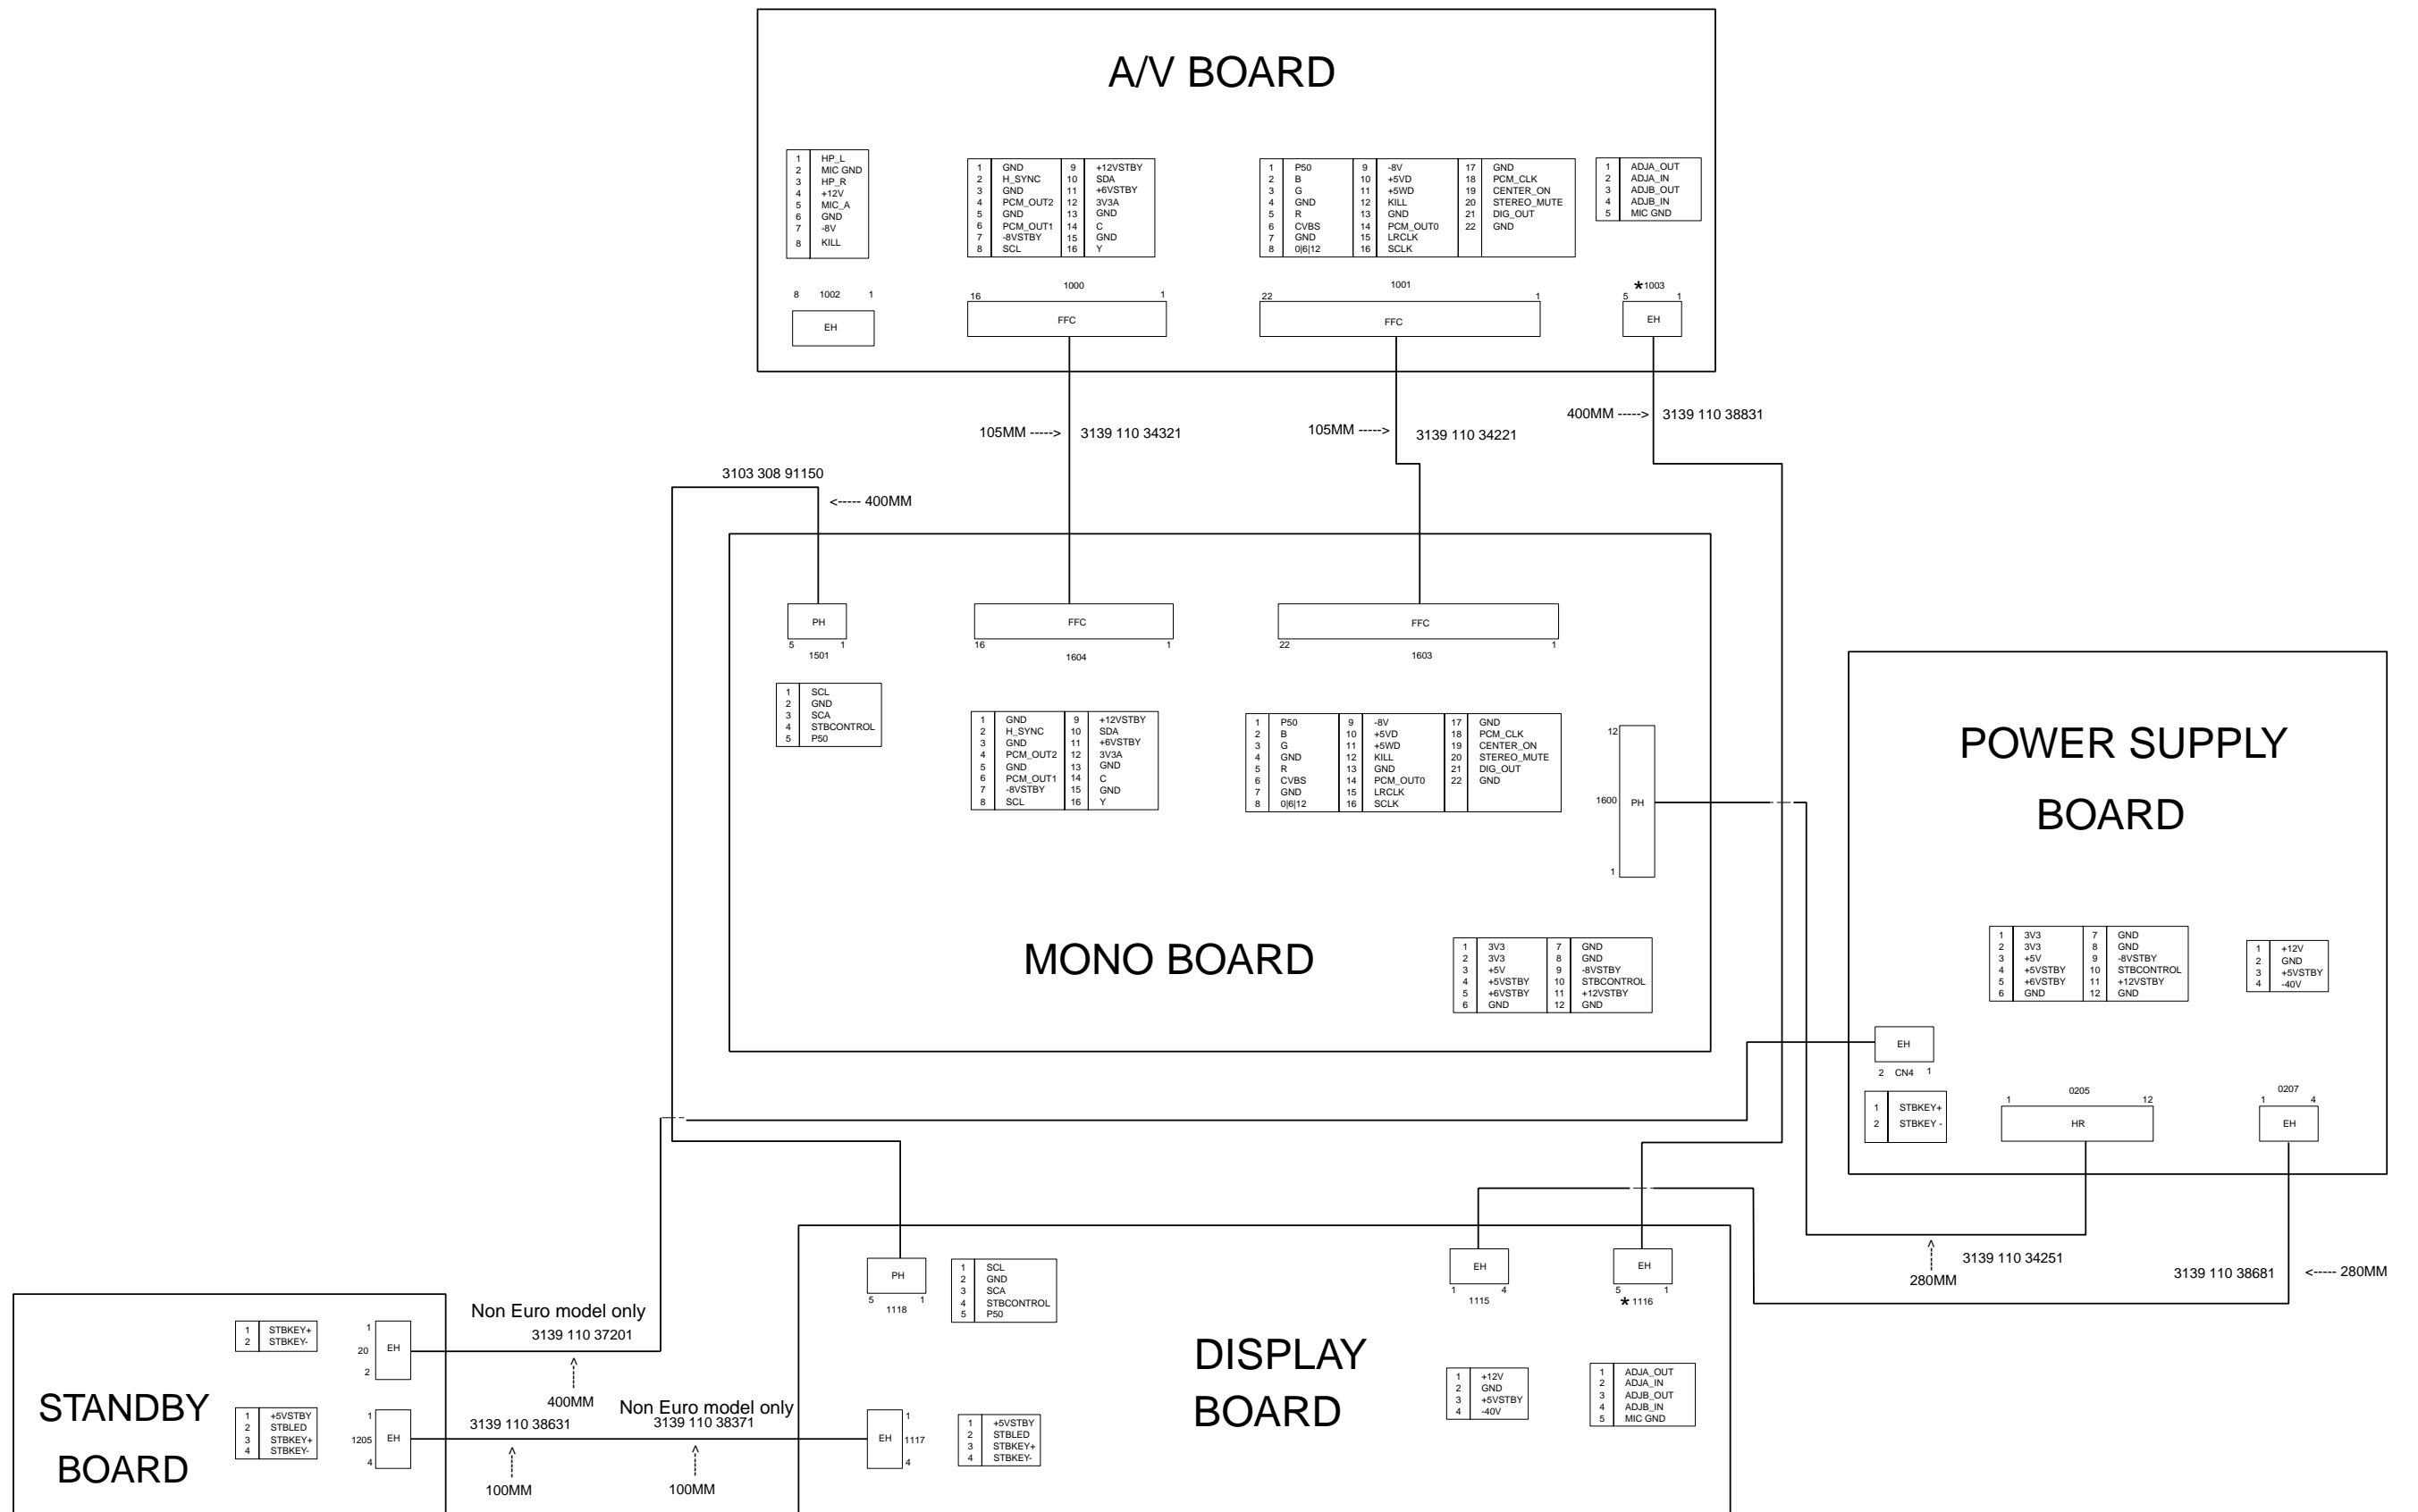 A/V BOARD
1 HP_L
2 MIC GND
3 HP_R
4 +12V
5 MIC_A
6 GND
7 -8V
8 KILL
1 GND 9 +12VSTBY
2 H_SYNC 10 SDA
3 GND 11 +6VSTBY
4 PCM_OUT2 12 3V3A
5 GND 13 GND
6 PCM_OUT1 14 C
7 -8VSTBY 15 GND
8 SCL 16 Y
1 P50 9 -8V 17 GND
2 B 10 +5VD 18 PCM_CLK
3 G 11 +5WD 19 CENTER_ON
4 GND 12 KILL 20 STEREO_MUTE
5 R 13 GND 21 DIG_OUT
6 CVBS 14 PCM_OUT0 22 GND
7 GND 15 LRCLK
8 0|6|12 16 SCLK
1 ADJA_OUT
2 ADJA_IN
3 ADJB_OUT
4 ADJB_IN
5 MIC GND
8 1002 1
EH
1000
16 1
FFC
1001
22 1
FFC
*1003
5 1
EH
105MM -----> 3139 110 34321
105MM -----> 3139 110 34221
400MM -----> 3139 110 38831
3103 308 91150
<----- 400MM
PH
5 1
1501
FFC
16 1
1604
FFC
22 1
1603
1 SCL
2 GND
3 SCA
4 STBCONTROL
5 P50
1 GND 9 +12VSTBY
2 H_SYNC 10 SDA
3 GND 11 +6VSTBY
4 PCM_OUT2 12 3V3A
5 GND 13 GND
6 PCM_OUT1 14 C
7 -8VSTBY 15 GND
8 SCL 16 Y
1 P50 9 -8V 17 GND
2 B 10 +5VD 18 PCM_CLK
3 G 11 +5WD 19 CENTER_ON
4 GND 12 KILL 20 STEREO_MUTE
5 R 13 GND 21 DIG_OUT
6 CVBS 14 PCM_OUT0 22 GND
7 GND 15 LRCLK
8 0|6|12 16 SCLK
12
1600 PH
1
MONO BOARD
1 3V3 7 GND
2 3V3 8 GND
3 +5V 9 -8VSTBY
4 +5VSTBY 10 STBCONTROL
5 +6VSTBY 11 +12VSTBY
6 GND 12 GND
POWER SUPPLY
BOARD
1 3V3 7 GND
2 3V3 8 GND
3 +5V 9 -8VSTBY
4 +5VSTBY 10 STBCONTROL
5 +6VSTBY 11 +12VSTBY
6 GND 12 GND
1 +12V
2 GND
3 +5VSTBY
4 -40V
EH
2 CN4 1
1 STBKEY+
2 STBKEY -
0205
1 12
HR
0207
1 4
EH
3139 110 34251
280MM
3139 110 38681 <----- 280MM
PH
5 1
1118
1 SCL
2 GND
3 SCA
4 STBCONTROL
5 P50
EH
1 4
1115
EH
5 1
*1116
DISPLAY
BOARD
1 +12V
2 GND
3 +5VSTBY
4 -40V
1 ADJA_OUT
2 ADJA_IN
3 ADJB_OUT
4 ADJB_IN
5 MIC GND
1
EH 1117
4
1 +5VSTBY
2 STBLED
3 STBKEY+
4 STBKEY-
Non Euro model only
3139 110 37201
400MM
Non Euro model only
3139 110 38631 3139 110 38371
100MM 100MM
STANDBY
BOARD
1 STBKEY+
2 STBKEY-
1
20 EH
2
1 +5VSTBY
2 STBLED
3 STBKEY+
4 STBKEY-
1
1205 EH
4